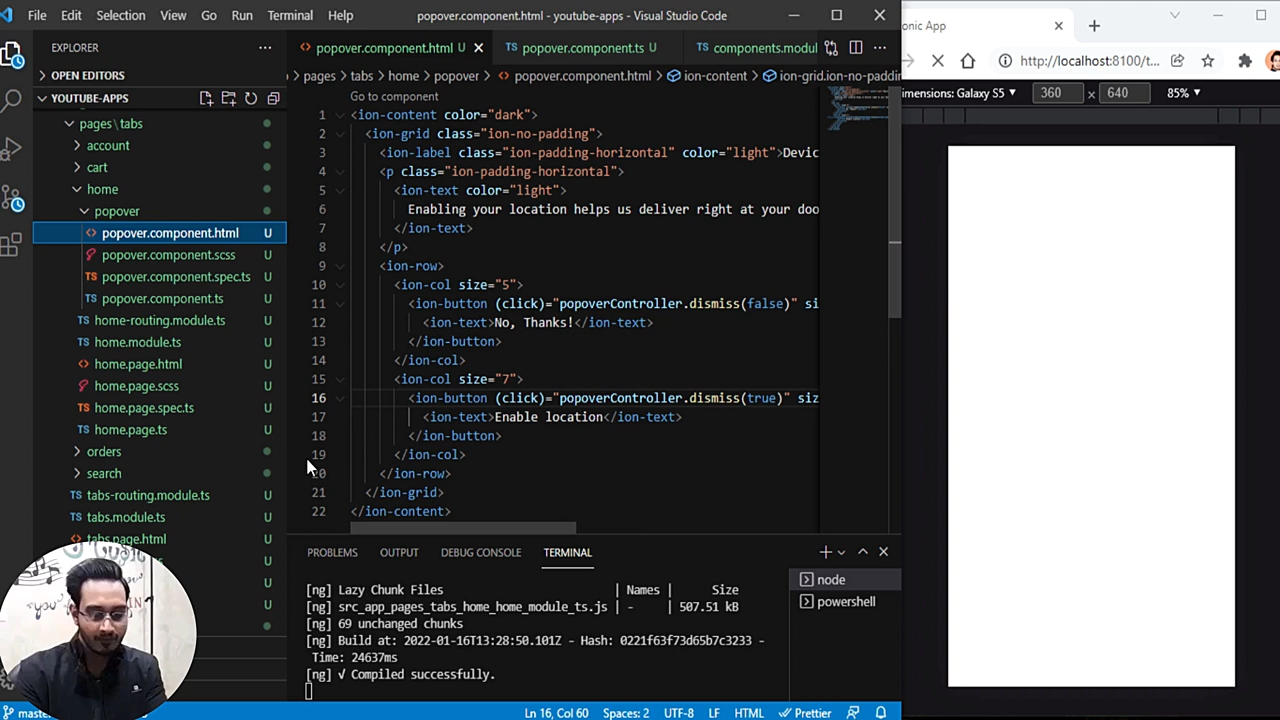 File Edit Selection View Go Run Terminal Help popover.component.html - youtube-apps - Visual Studio Code
EXPLORER
OPEN EDITORS
YOUTUBE-APPS
pages\tabs
account
cart
home
popover
popover.component.html U
popover.component.scss U
popover.component.spec.ts U
popover.component.ts U
home-routing.module.ts U
home.module.ts U
home.page.html U
home.page.scss U
home.page.spec.ts U
home.page.ts U
orders
search
tabs-routing.module.ts U
tabs.module.ts U
tabs.page.html U
U
U
U
U
popover.component.html U popover.component.ts U components.modul
pages > tabs > home > popover > popover.component.html > ion-content > ion-grid.ion-no-paddin
Go to component
1 <ion-content color="dark">
2 <ion-grid class="ion-no-padding">
3 <ion-label class="ion-padding-horizontal" color="light">Devic
4 <p class="ion-padding-horizontal">
5 <ion-text color="light">
6 Enabling your location helps us deliver right at your doo
7 </ion-text>
8 </p>
9 <ion-row>
10 <ion-col size="5">
11 <ion-button (click)="popoverController.dismiss(false)" si
12 <ion-text>No, Thanks!</ion-text>
13 </ion-button>
14 </ion-col>
15 <ion-col size="7">
16 <ion-button (click)="popoverController.dismiss(true)" siz
17 <ion-text>Enable location</ion-text>
18 </ion-button>
19 </ion-col>
20 </ion-row>
21 </ion-grid>
22 </ion-content>
PROBLEMS OUTPUT DEBUG CONSOLE TERMINAL
[ng] Lazy Chunk Files | Names | Size
[ng] src_app_pages_tabs_home_home_module_ts.js | - | 507.51 kB
[ng] 69 unchanged chunks
[ng] Build at: 2022-01-16T13:28:50.101Z - Hash: 0221f63f73d65b7c3233 -
Time: 24637ms
[ng] √ Compiled successfully.
node
powershell
Ln 16, Col 60 Spaces: 2 UTF-8 LF HTML Prettier
onic App
http://localhost:8100/t...
imensions: Galaxy S5 360 x 640 85%